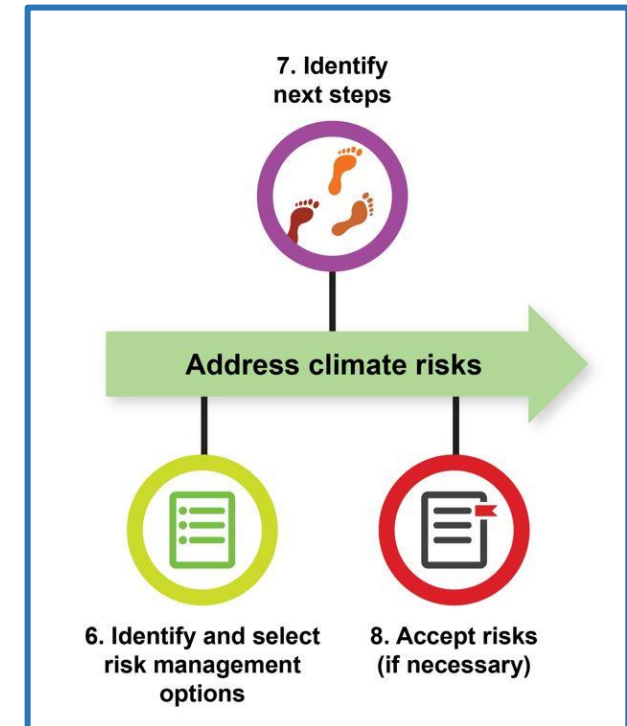 7. Identify
next steps
Address climate risks
6. Identify and select
risk management
options
8. Accept risks
(if necessary)